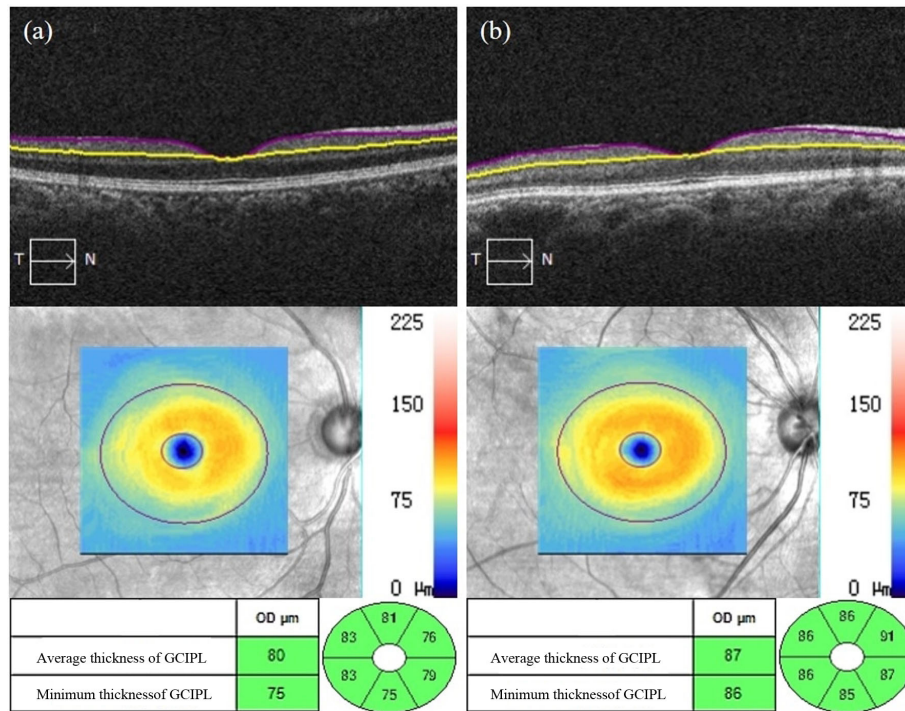 (a)
T N
225
150
75
0 µm
OD µm
Average thickness of GCIPL 80
Minimum thicknessof GCIPL 75
81
83 76
83 79
75
(b)
T N
225
150
75
0 µm
OD µm
Average thickness of GCIPL 87
Minimum thicknessof GCIPL 86
86
86 91
86 87
85